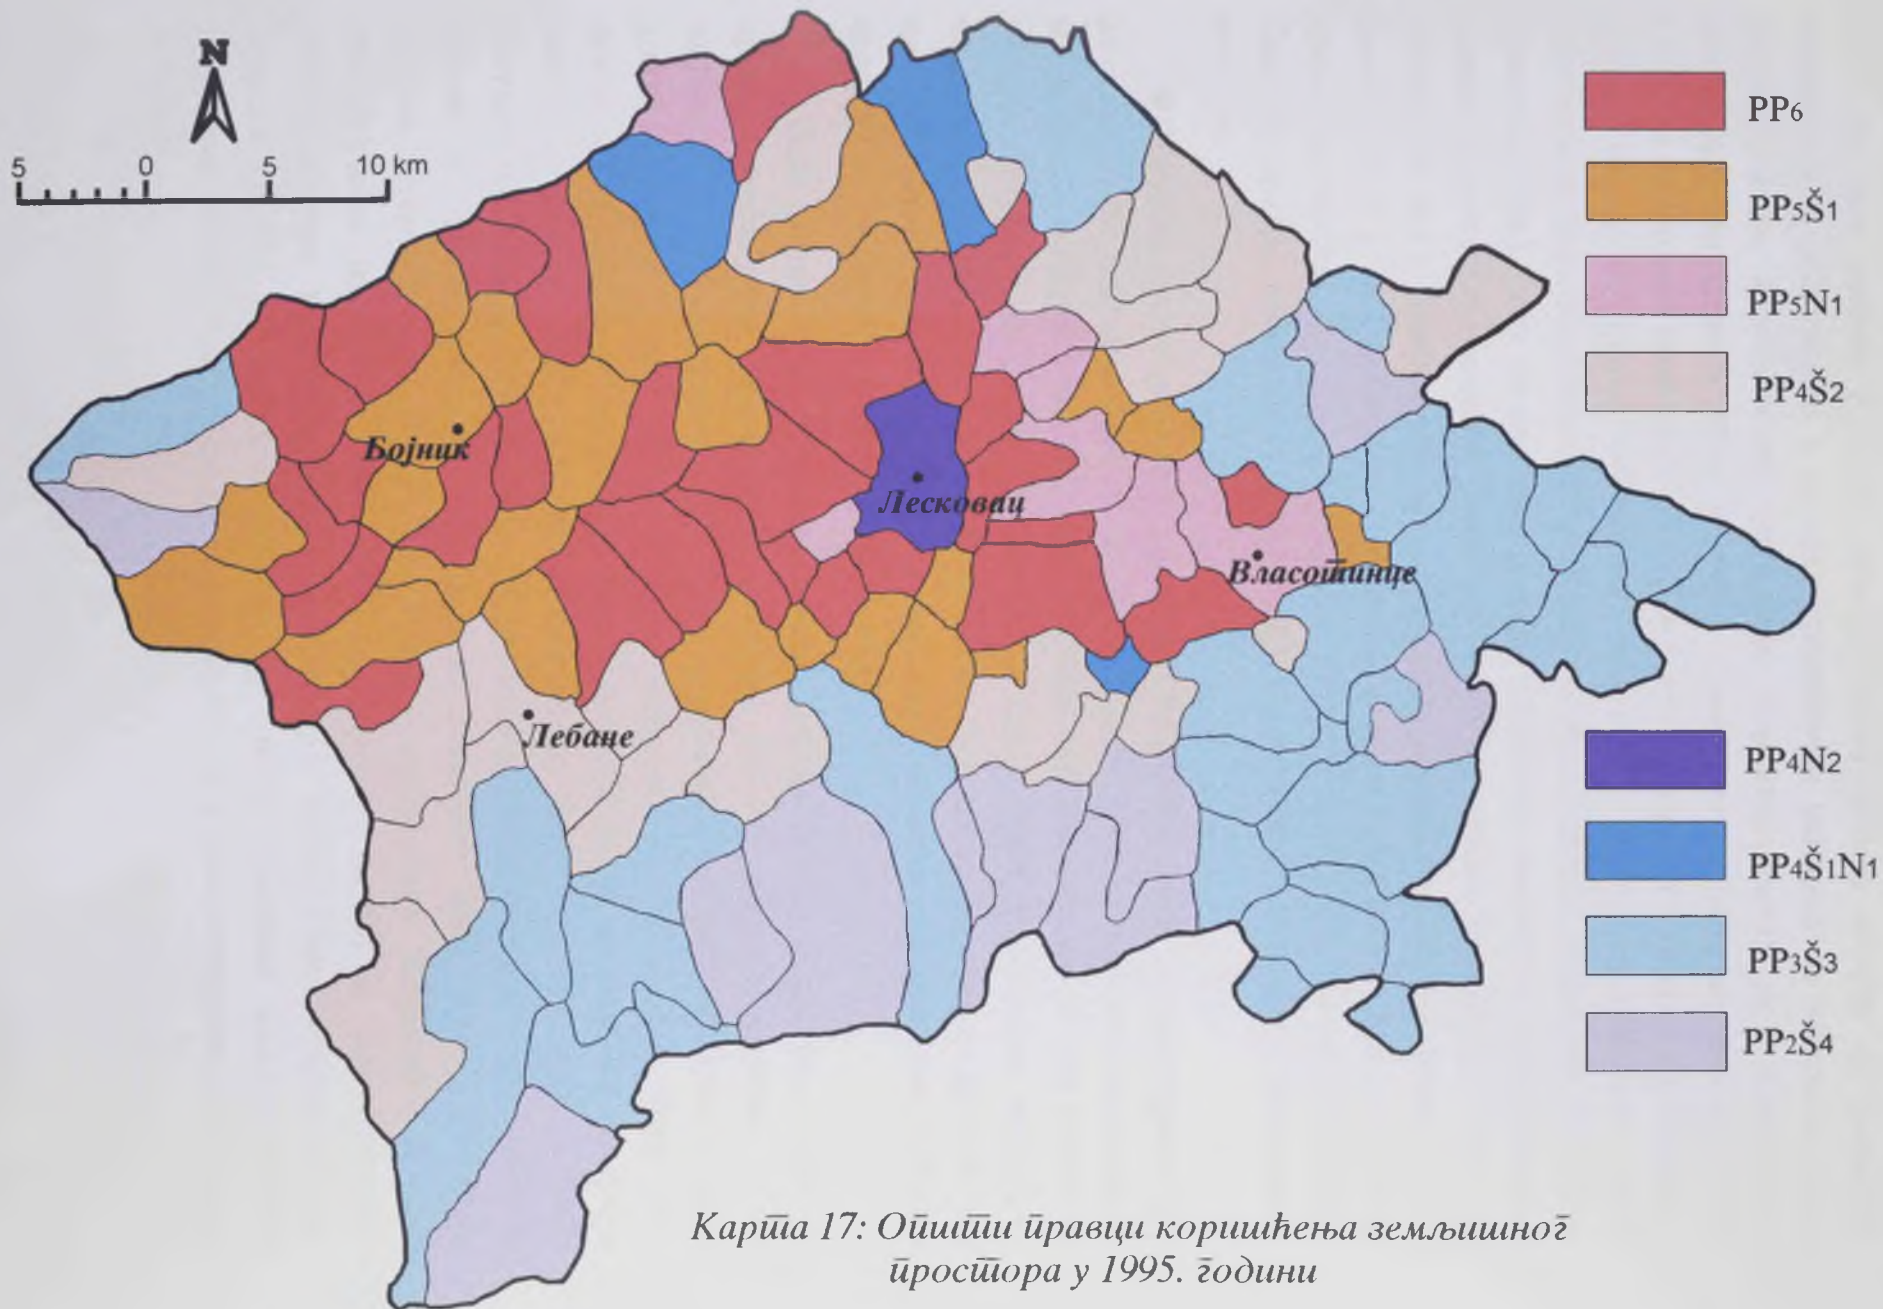 N
5 0 5 10 km
PP6
PP5Š1
PP5N1
PP4Š2
Бојник
Лесковац
Власотинце
Лебане
PP4N2
PP4Š1N1
PP3Š3
PP2Š4
Карта 17: Општи правци коришћења земљишног
простора у 1995. години